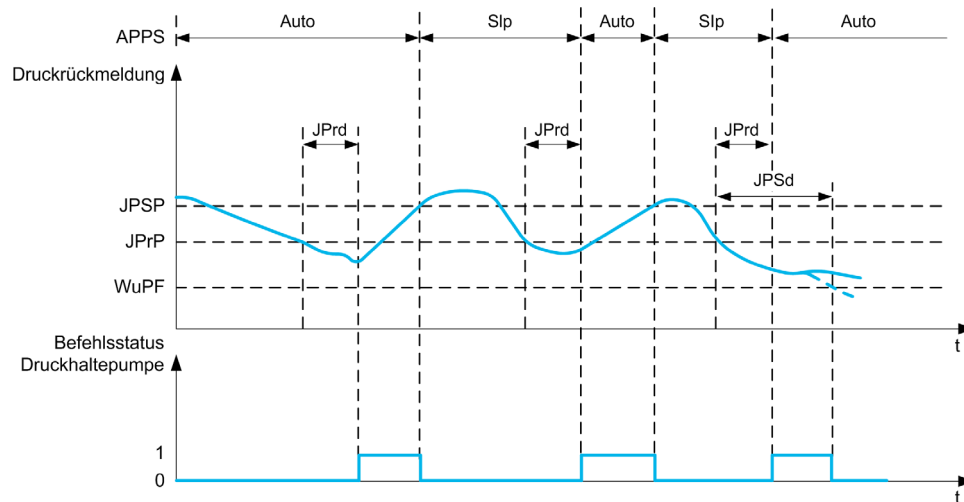 Auto Slp Auto Slp Auto
APPS
Druckrückmeldung
JPrd JPrd JPrd
JPSd
JPSP
JPrP
WuPF
t
Befehlsstatus
Druckhaltepumpe
1
0
t